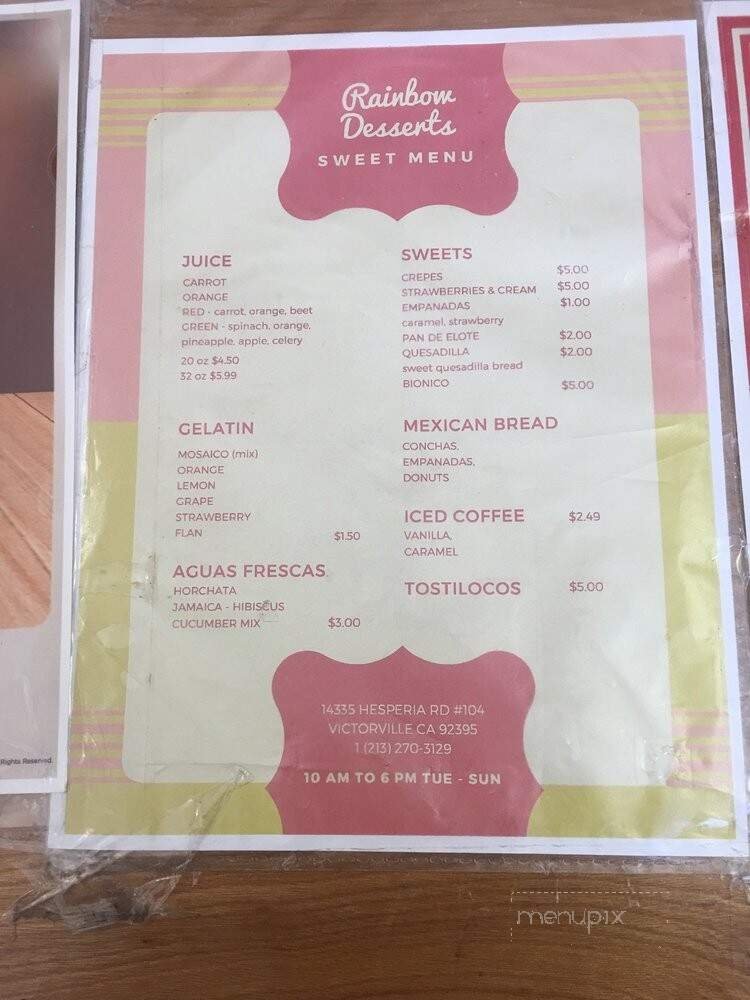 Rainbow
Desserts
SWEET MENU
JUICE
CARROT
ORANGE
RED - carrot, orange, beet
GREEN - spinach, orange,
pineapple, apple, celery
20 oz $4.50
32 oz $5.99
GELATIN
MOSAICO (mix)
ORANGE
LEMON
GRAPE
STRAWBERRY
FLAN $1.50
AGUAS FRESCAS
HORCHATA
JAMAICA - HIBISCUS
CUCUMBER MIX $3.00
SWEETS
CREPES $5.00
STRAWBERRIES & CREAM $5.00
EMPANADAS $1.00
caramel, strawberry
PAN DE ELOTE $2.00
QUESADILLA $2.00
sweet quesadilla bread
BIONICO $5.00
MEXICAN BREAD
CONCHAS,
EMPANADAS,
DONUTS
ICED COFFEE $2.49
VANILLA,
CARAMEL
TOSTILOCOS $5.00
14335 HESPERIA RD #104
VICTORVILLE CA 92395
1 (213) 270-3129
10 AM TO 6 PM TUE - SUN
Rights Reserved.
menupix